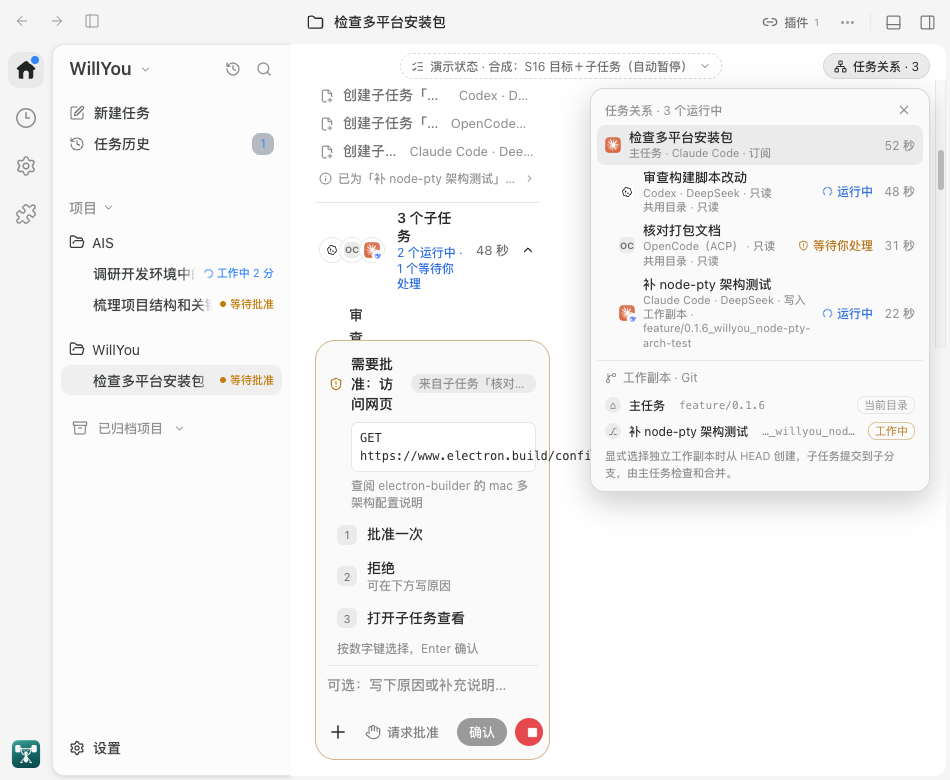 检查多平台安装包
插件 1
WillYou
新建任务
任务历史
1
项目
AIS
调研开发环境中
工作中 2 分
梳理项目结构和关
等待批准
WillYou
检查多平台安装包
等待批准
已归档项目
设置
演示状态 · 合成：S16 目标＋子任务（自动暂停）
任务关系 · 3
创建子任务「...
Codex · D...
创建子任务「...
OpenCode...
创建子...
Claude Code · Dee...
已为「补 node-pty 架构测试」...
OC
3 个子任
务
2 个运行中 ·
1 个等待你
处理
48 秒
审
查
需要批
准：访
问网页
来自子任务「核对...
GET
https://www.electron.build/confi
查阅 electron-builder 的 mac 多
架构配置说明
1
批准一次
2
拒绝
可在下方写原因
3
打开子任务查看
按数字键选择，Enter 确认
可选：写下原因或补充说明...
请求批准
确认
任务关系 · 3 个运行中
检查多平台安装包
主任务 · Claude Code · 订阅
52 秒
审查构建脚本改动
Codex · DeepSeek · 只读
共用目录 · 只读
运行中
48 秒
OC
核对打包文档
OpenCode（ACP） · 只读
共用目录 · 只读
等待你处理
31 秒
补 node-pty 架构测试
Claude Code · DeepSeek · 写入
工作副本 ·
feature/0.1.6_willyou_node-pty-
arch-test
运行中
22 秒
工作副本 · Git
主任务
feature/0.1.6
当前目录
补 node-pty 架构测试
…_willyou_nod…
工作中
显式选择独立工作副本时从 HEAD 创建，子任务提交到子分
支，由主任务检查和合并。